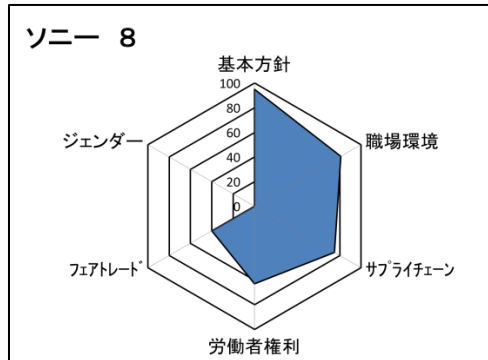 ソニー 8
基本方針
100
80
60
40
20
0
職場環境
サプライチェーン
労働者権利
フェアトレード
ジェンダー